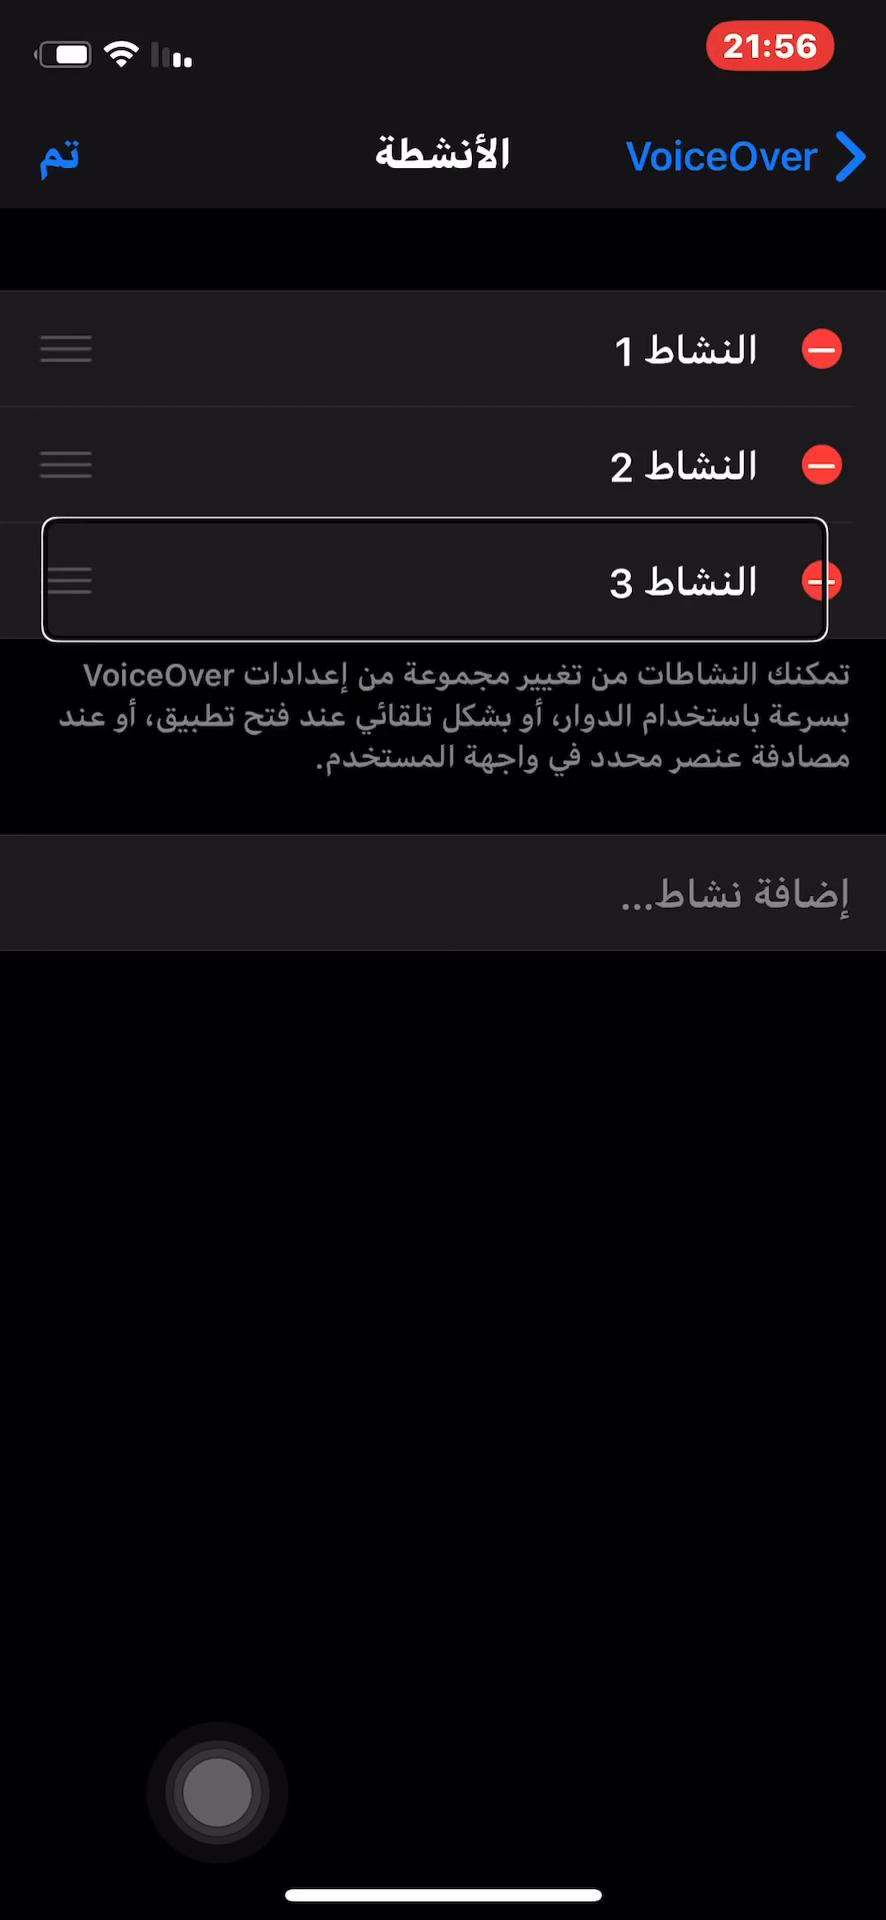 21:56
VoiceOver
الأنشطة
تم
النشاط 1
النشاط 2
النشاط 3
تمكنك النشاطات من تغيير مجموعة من إعدادات VoiceOver
بسرعة باستخدام الدوار، أو بشكل تلقائي عند فتح تطبيق، أو عند
مصادفة عنصر محدد في واجهة المستخدم.
إضافة نشاط...